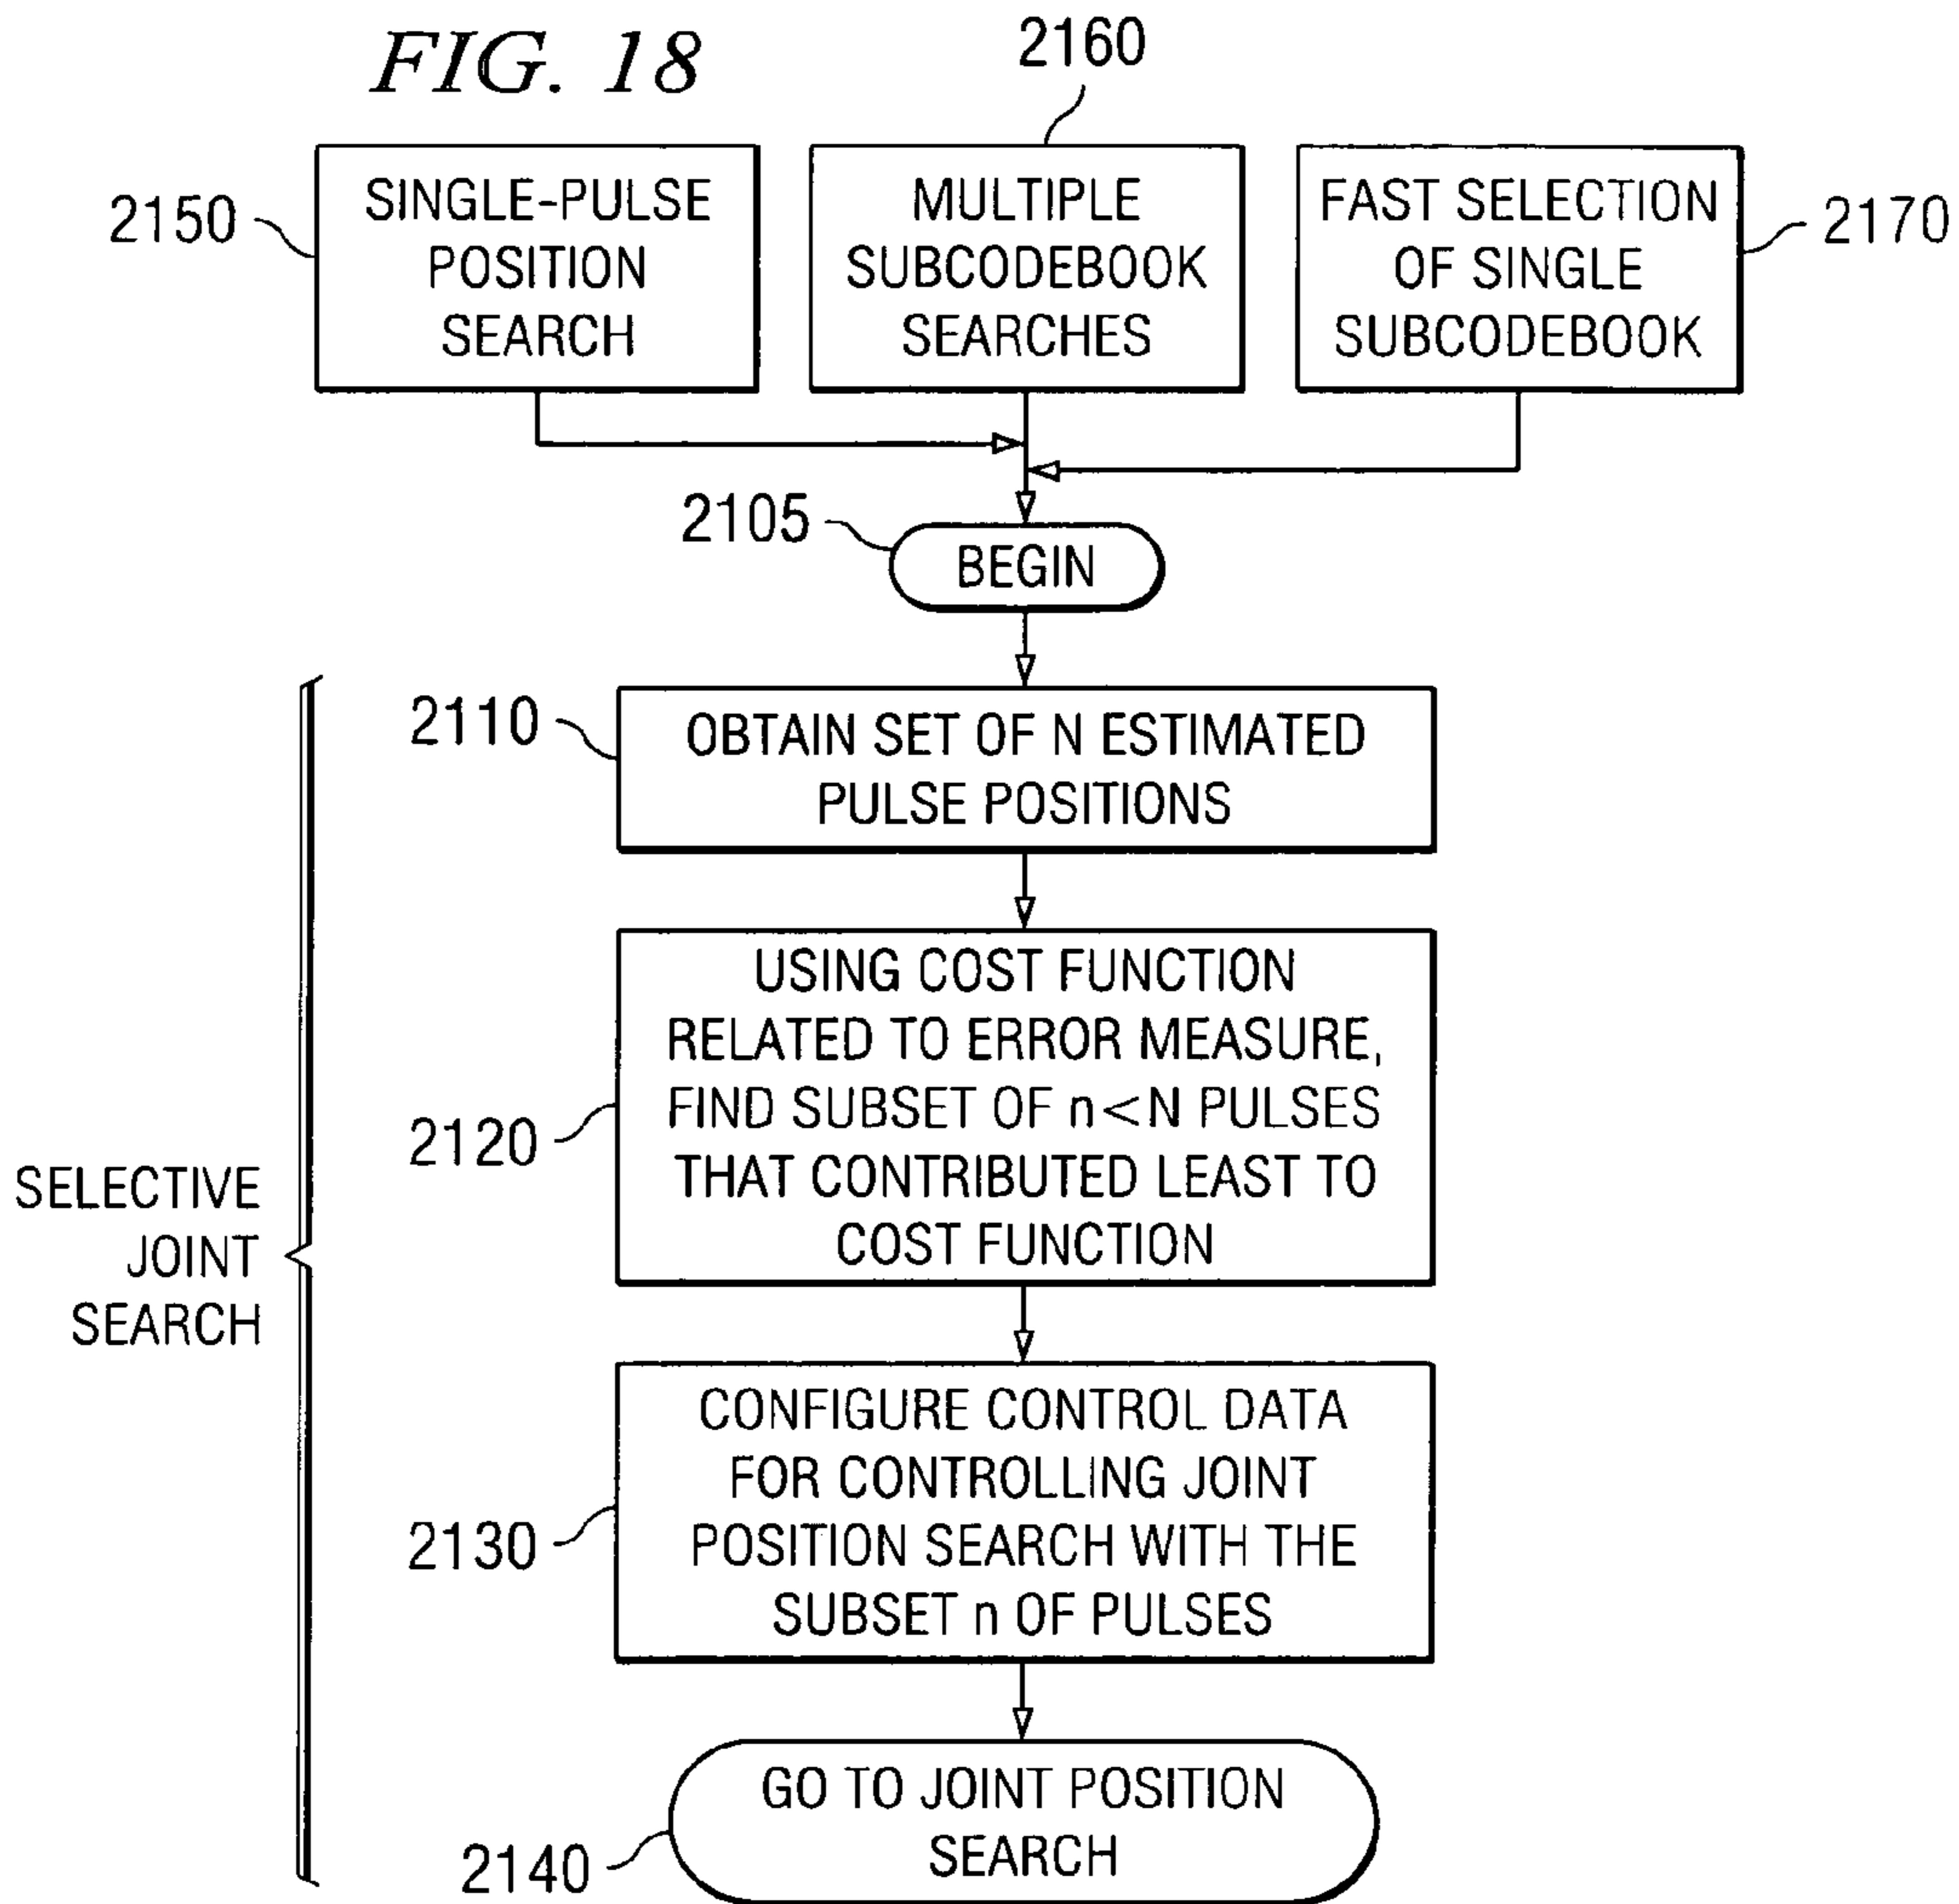 FIG. 18
2160
2150
SINGLE-PULSE
POSITION
SEARCH
MULTIPLE
SUBCODEBOOK
SEARCHES
FAST SELECTION
OF SINGLE
SUBCODEBOOK
2170
2105
BEGIN
2110
OBTAIN SET OF N ESTIMATED
PULSE POSITIONS
2120
USING COST FUNCTION
RELATED TO ERROR MEASURE,
FIND SUBSET OF n<N PULSES
THAT CONTRIBUTED LEAST TO
COST FUNCTION
SELECTIVE
JOINT
SEARCH
2130
CONFIGURE CONTROL DATA
FOR CONTROLLING JOINT
POSITION SEARCH WITH THE
SUBSET n OF PULSES
2140
GO TO JOINT POSITION
SEARCH